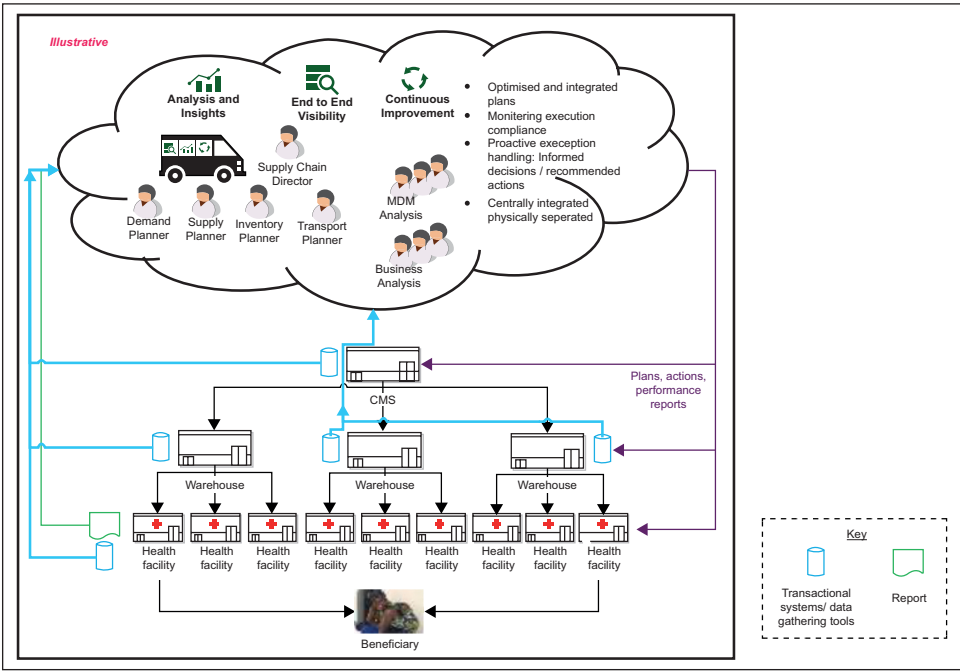 Illustrative
Analysis and
Insights
End to End
Visibility
Continuous
Improvement
Supply Chain
Director
Demand
Planner
Supply
Planner
Inventory
Planner
Transport
Planner
MDM
Analysis
Business
Analysis
• Optimised and integrated
plans
• Monitering execution
compliance
• Proactive exeception
handling: Informed
decisions / recommended
actions
• Centrally integrated
physically seperated
CMS
Plans, actions,
performance
reports
Warehouse
Warehouse
Warehouse
Health
facility
Health
facility
Health
facility
Health
facility
Health
facility
Health
facility
Health
facility
Health
facility
Health
facility
Beneficiary
Key
Transactional
systems/ data
gathering tools
Report